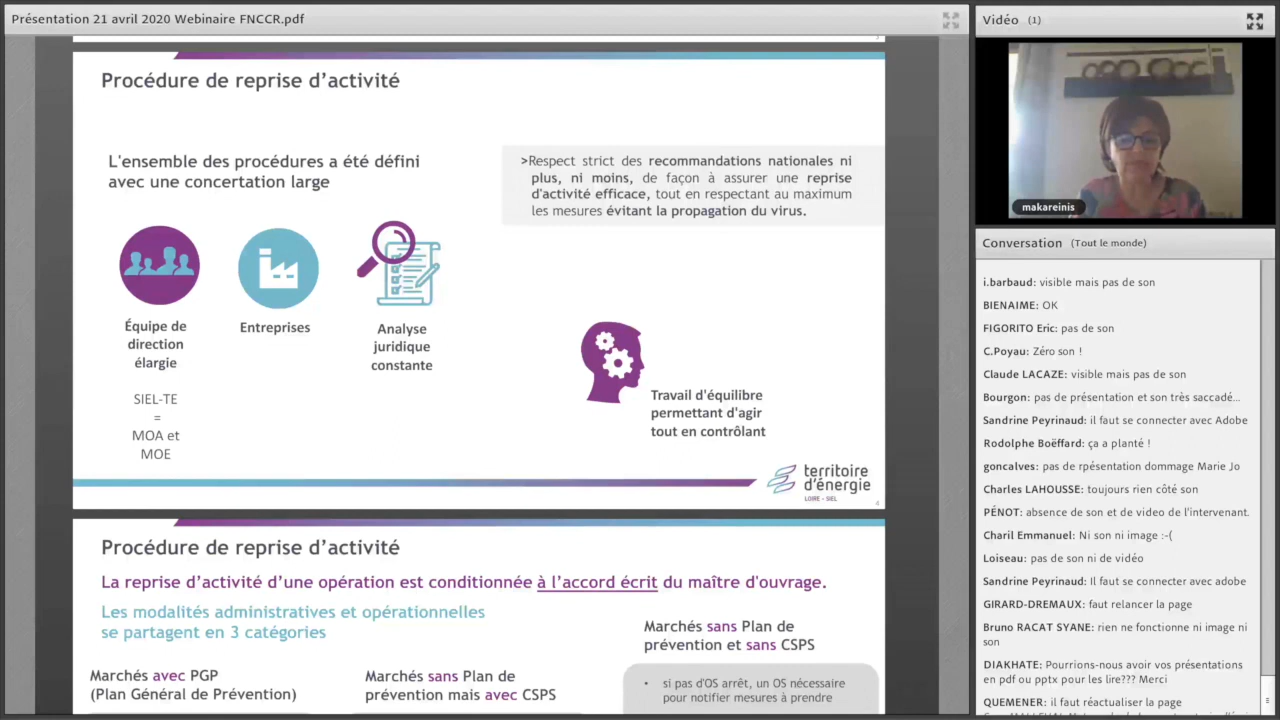 Présentation 21 avril 2020 Webinaire FNCCR.pdf
Procédure de reprise d’activité
L'ensemble des procédures a été défini
avec une concertation large
>Respect strict des recommandations nationales ni
plus, ni moins, de façon à assurer une reprise
d'activité efficace, tout en respectant au maximum
les mesures évitant la propagation du virus.
Équipe de
direction
élargie
SIEL-TE
=
MOA et
MOE
Entreprises
Analyse
juridique
constante
Travail d'équilibre
permettant d'agir
tout en contrôlant
territoire
d'énergie
LOIRE - SIEL
4
Procédure de reprise d’activité
La reprise d’activité d’une opération est conditionnée à l’accord écrit du maître d'ouvrage.
Les modalités administratives et opérationnelles
se partagent en 3 catégories
Marchés avec PGP
(Plan Général de Prévention)
Marchés sans Plan de
prévention mais avec CSPS
Marchés sans Plan de
prévention et sans CSPS
• si pas d'OS arrêt, un OS nécessaire
pour notifier mesures à prendre
Vidéo (1)
makareinis
Conversation (Tout le monde)
i.barbaud: visible mais pas de son
BIENAIME: OK
FIGORITO Eric: pas de son
C.Poyau: Zéro son !
Claude LACAZE: visible mais pas de son
Bourgon: pas de présentation et son très saccadé...
Sandrine Peyrinaud: il faut se connecter avec Adobe
Rodolphe Boëffard: ça a planté !
goncalves: pas de rpésentation dommage Marie Jo
Charles LAHOUSSE: toujours rien côté son
PÉNOT: absence de son et de video de l'intervenant.
Charil Emmanuel: Ni son ni image :-(
Loiseau: pas de son ni de vidéo
Sandrine Peyrinaud: Il faut se connecter avec adobe
GIRARD-DREMAUX: faut relancer la page
Bruno RACAT SYANE: rien ne fonctionne ni image ni
son
DIAKHATE: Pourrions-nous avoir vos présentations
en pdf ou pptx pour les lire??? Merci
QUEMENER: il faut réactualiser la page